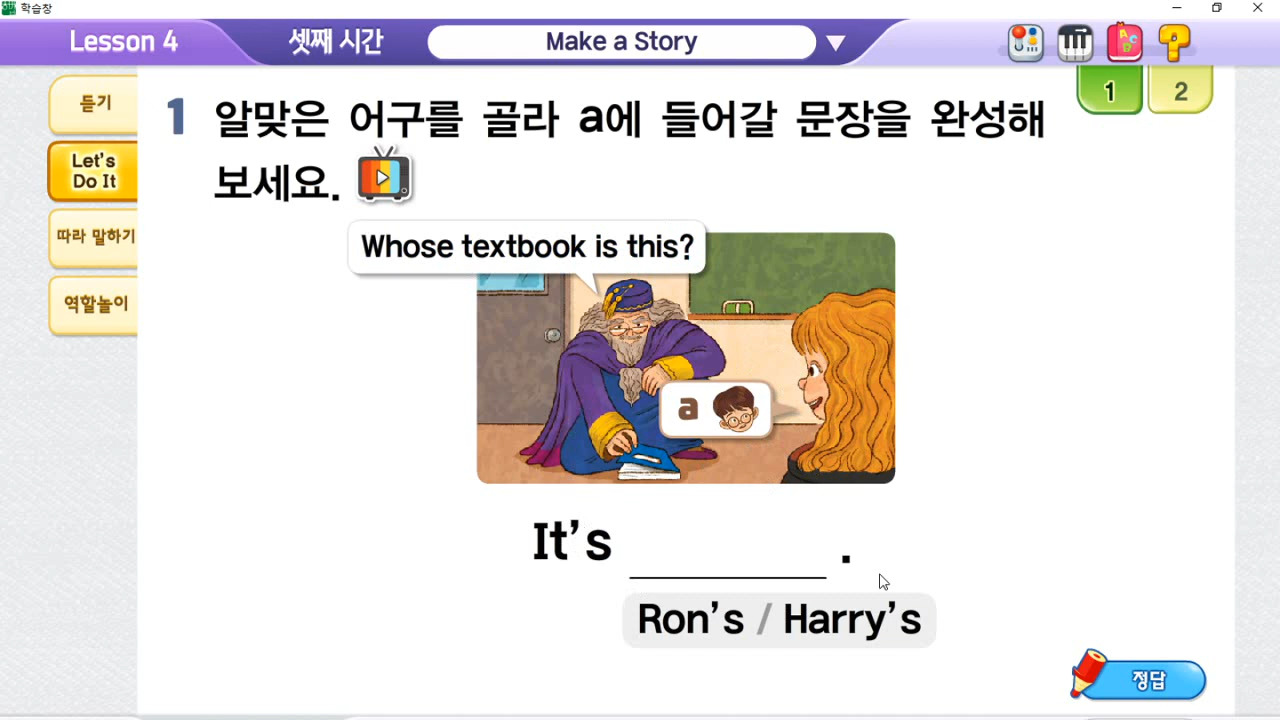 학습창
Lesson 4 셋째 시간 Make a Story
듣기
Let's
Do It
따라 말하기
역할놀이
1 2
1 알맞은 어구를 골라 a에 들어갈 문장을 완성해
보세요.
Whose textbook is this?
a
It's ________ .
Ron's / Harry's
정답